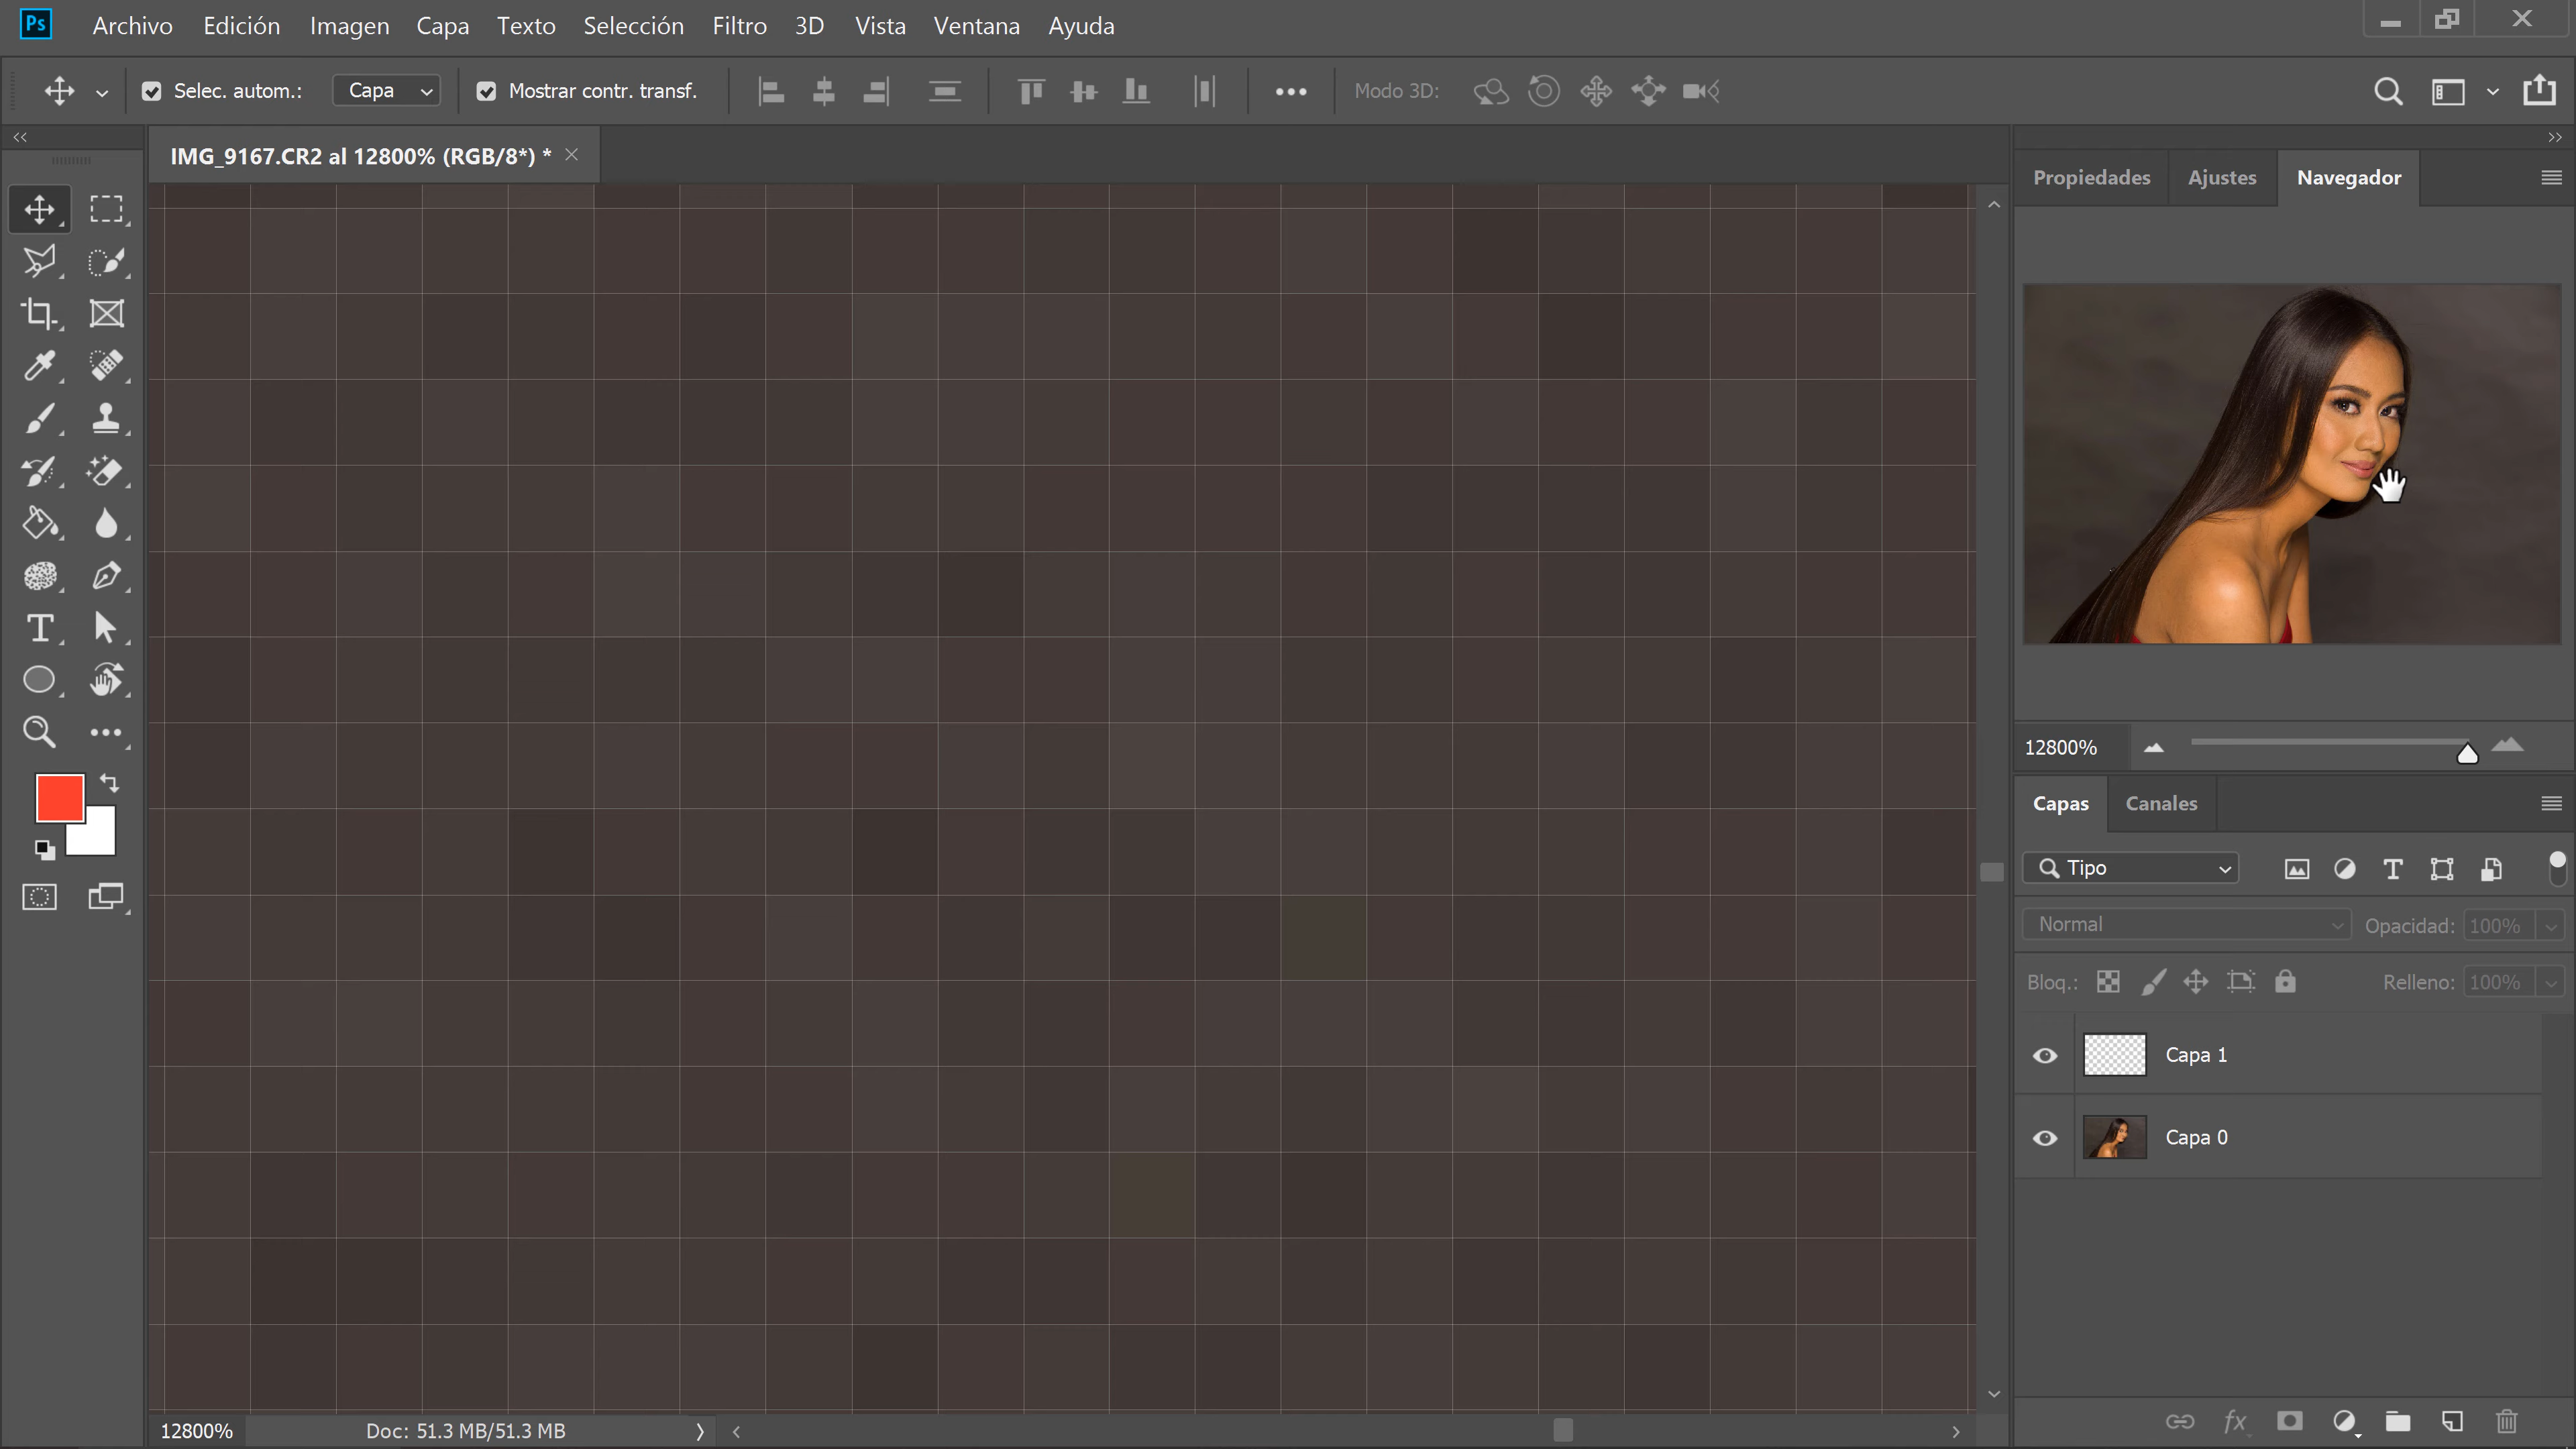 Ps Archivo Edición Imagen Capa Texto Selección Filtro 3D Vista Ventana Ayuda
Selec. autom.: Capa Mostrar contr. transf. Modo 3D:
IMG_9167.CR2 al 12800% (RGB/8*) *
Propiedades Ajustes Navegador
12800%
Capas Canales
Tipo
Normal Opacidad: 100%
Bloq.: Relleno: 100%
Capa 1
Capa 0
fx
12800% Doc: 51.3 MB/51.3 MB